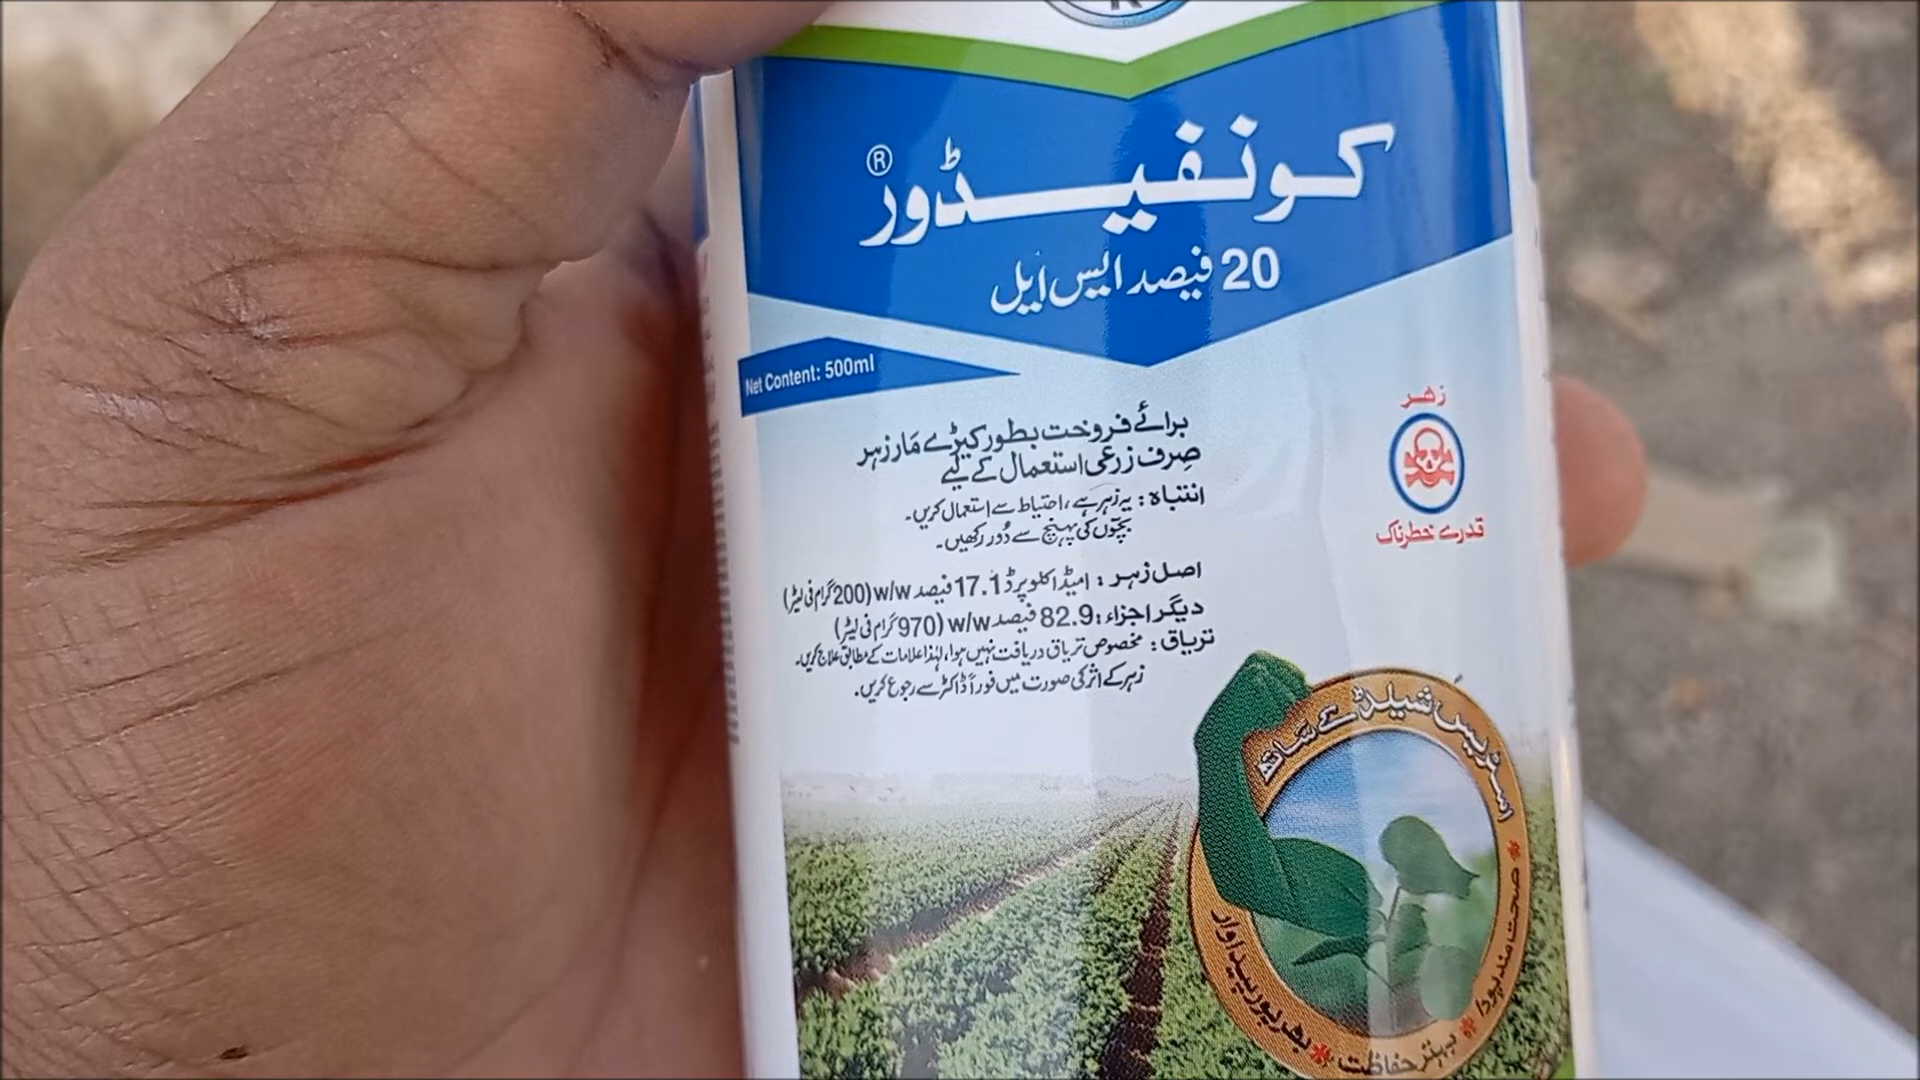 کونفیڈور®
20 فیصد ایس ایل
Net Content: 500ml
برائے فروخت بطور کیڑے مار زہر
صرف زرعی استعمال کے لیے
انتباہ: یہ زہر ہے، احتیاط سے استعمال کریں۔
بچّوں کی پہنچ سے دُور رکھیں۔
زہر
قدرے خطرناک
اصل زہر: امیڈاکلوپرڈ 17.1 فیصد w/w (200 گرام فی لیٹر)
دیگر اجزاء: 82.9 فیصد w/w (970 گرام فی لیٹر)
تریاق: مخصوص تریاق دریافت نہیں ہوا، لہٰذا علامات کے مطابق علاج کریں۔
زہر کے اثر کی صورت میں فوراً ڈاکٹر سے رجوع کریں۔
اسٹریس شیلڈ کے ساتھ
* صحت مند پودا * بہتر حفاظت * بھرپور پیداوار